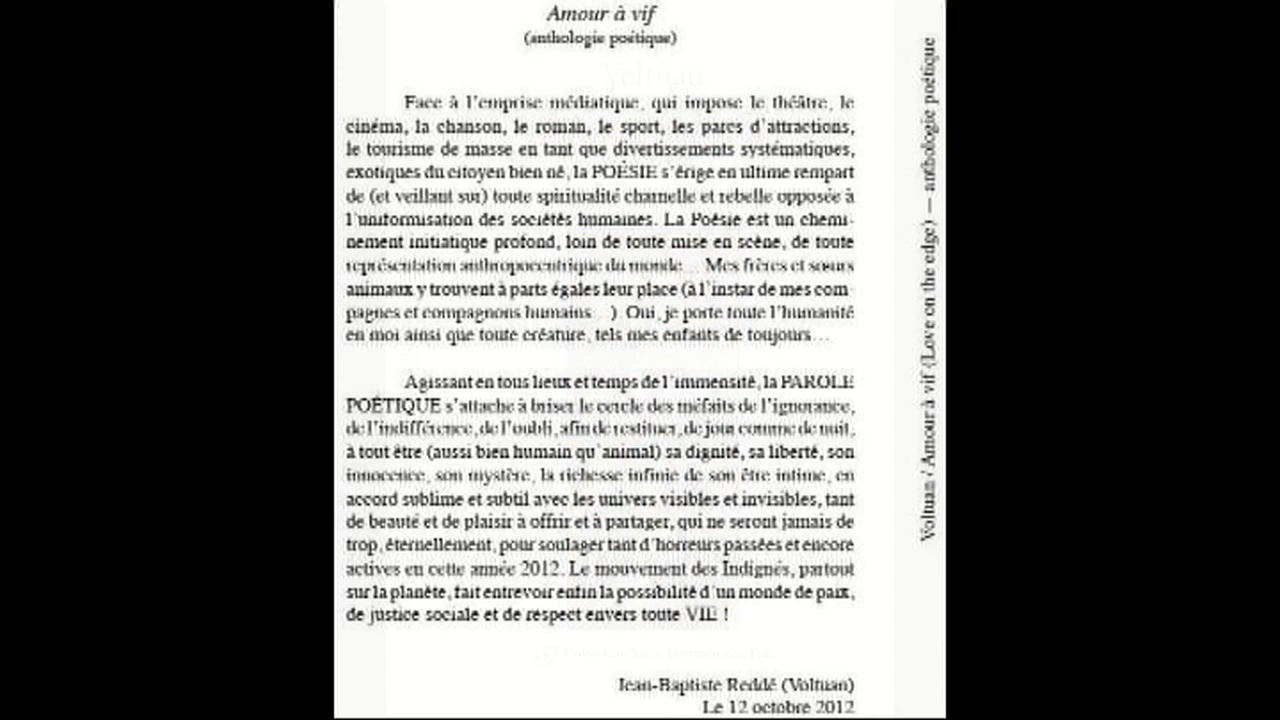 Amour à vif
(anthologie poétique)
Face à l'emprise médiatique, qui impose le théâtre, le
cinéma, la chanson, le roman, le sport, les parcs d'attractions,
le tourisme de masse en tant que divertissements systématiques,
exotiques du citoyen bien né, la POÉSIE s'érige en ultime rempart
de (et veillant sur) toute spiritualité charnelle et rebelle opposée à
l'uniformisation des sociétés humaines. La Poésie est un chemi-
nement initiatique profond, loin de toute mise en scène, de toute
représentation anthropocentrique du monde... Mes frères et sœurs
animaux y trouvent à parts égales leur place (à l'instar de mes com-
pagnes et compagnons humains...). Oui, je porte toute l'humanité
en moi ainsi que toute créature, tels mes enfants de toujours...
Agissant en tous lieux et temps de l'immensité, la PAROLE
POÉTIQUE s'attache à briser le cercle des méfaits de l'ignorance,
de l'indifférence, de l'oubli, afin de restituer, de jour comme de nuit,
à tout être (aussi bien humain qu'animal) sa dignité, sa liberté, son
innocence, son mystère, la richesse infinie de son être intime, en
accord sublime et subtil avec les univers visibles et invisibles, tant
de beauté et de plaisir à offrir et à partager, qui ne seront jamais de
trop, éternellement, pour soulager tant d'horreurs passées et encore
actives en cette année 2012. Le mouvement des Indignés, partout
sur la planète, fait entrevoir enfin la possibilité d'un monde de paix,
de justice sociale et de respect envers toute VIE !
Jean-Baptiste Reddé (Voltuan)
Le 12 octobre 2012
Voltuan / Amour à vif (Love on the edge) — anthologie poétique
Voltuan